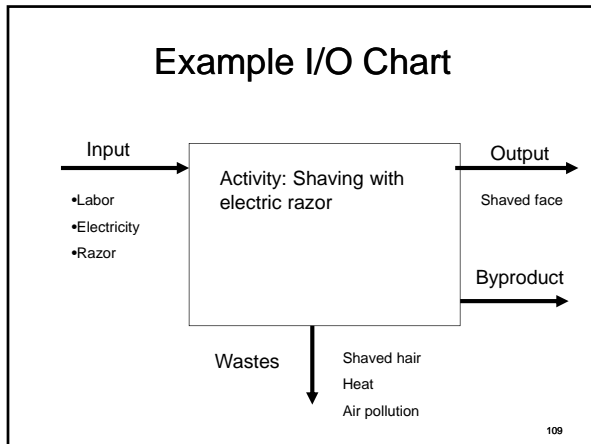 Example I/O Chart
Input
•Labor
•Electricity
•Razor
Activity: Shaving with
electric razor
Output
Shaved face
Byproduct
Wastes
Shaved hair
Heat
Air pollution
109